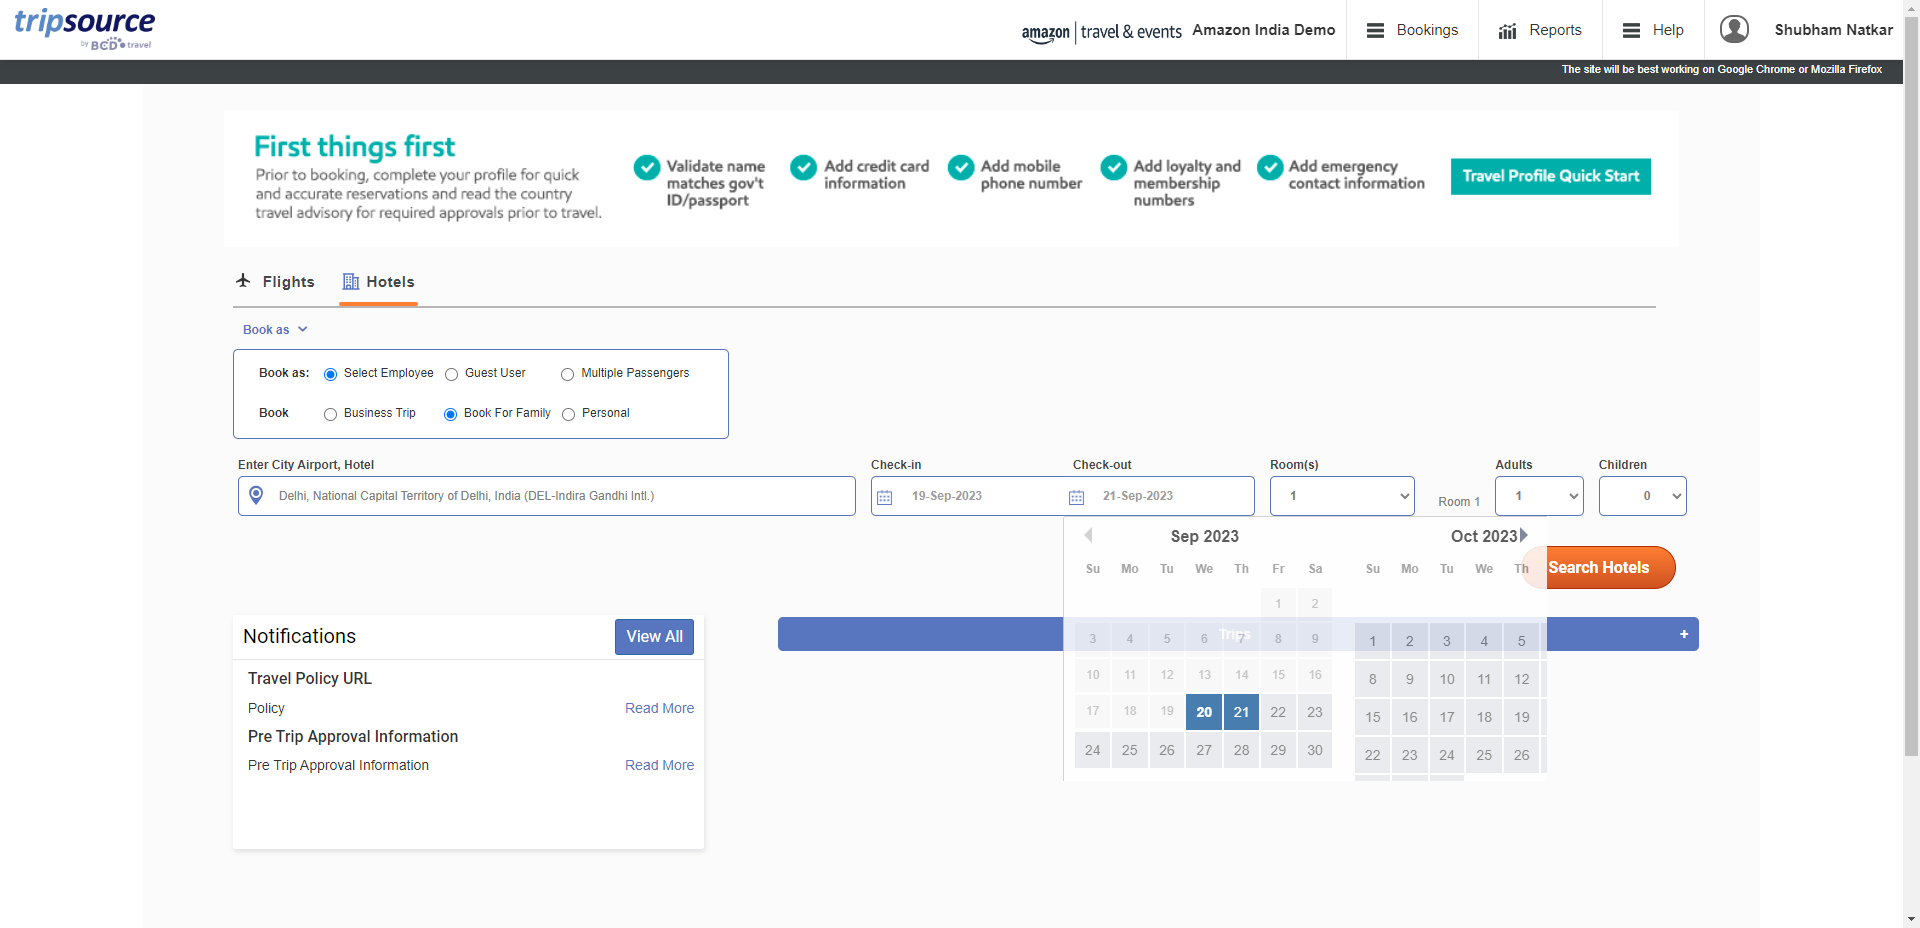 tripsource
by BCD travel
amazon travel & events Amazon India Demo
Bookings
Reports
Help
Shubham Natkar
The site will be best working on Google Chrome or Mozilla Firefox
First things first
Prior to booking, complete your profile for quick
and accurate reservations and read the country
travel advisory for required approvals prior to travel.
Validate name
matches gov't
ID/passport
Add credit card
information
Add mobile
phone number
Add loyalty and
membership
numbers
Add emergency
contact information
Travel Profile Quick Start
Flights
Hotels
Book as
Book as: Select Employee Guest User Multiple Passengers
Book Business Trip Book For Family Personal
Enter City Airport, Hotel
Delhi, National Capital Territory of Delhi, India (DEL-Indira Gandhi Intl.)
Check-in
19-Sep-2023
Check-out
21-Sep-2023
Room(s)
1
Room 1
Adults
1
Children
0
Sep 2023
Su Mo Tu We Th Fr Sa
1 2
3 4 5 6 7 8 9
10 11 12 13 14 15 16
17 18 19 20 21 22 23
24 25 26 27 28 29 30
Oct 2023
Su Mo Tu We Th
1 2 3 4 5
8 9 10 11 12
15 16 17 18 19
22 23 24 25 26
Search Hotels
Trips
+
Notifications
View All
Travel Policy URL
Policy Read More
Pre Trip Approval Information
Pre Trip Approval Information Read More